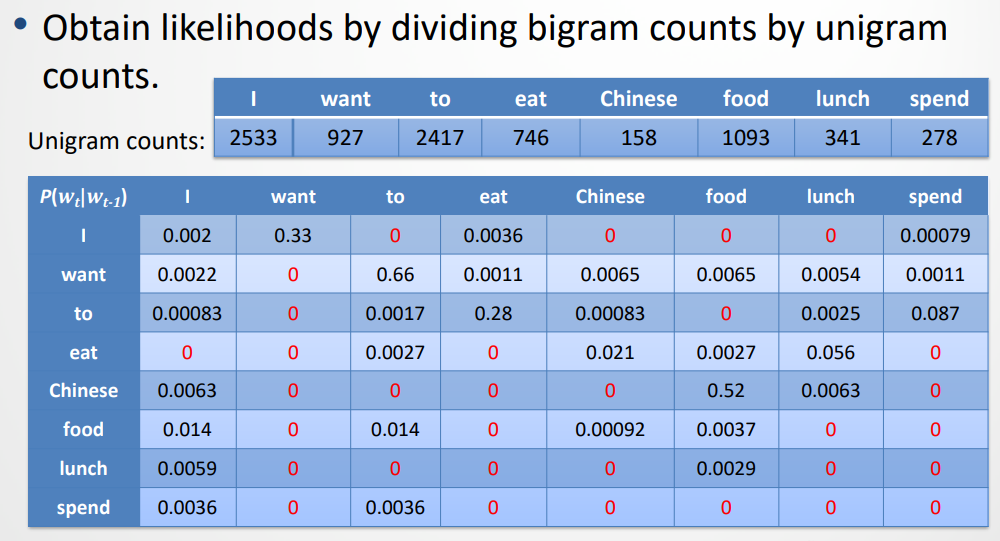 • Obtain likelihoods by dividing bigram counts by unigram
counts.
I want to eat Chinese food lunch spend
Unigram counts: 2533 927 2417 746 158 1093 341 278
P(wt|wt-1) I want to eat Chinese food lunch spend
I 0.002 0.33 0 0.0036 0 0 0 0.00079
want 0.0022 0 0.66 0.0011 0.0065 0.0065 0.0054 0.0011
to 0.00083 0 0.0017 0.28 0.00083 0 0.0025 0.087
eat 0 0 0.0027 0 0.021 0.0027 0.056 0
Chinese 0.0063 0 0 0 0 0.52 0.0063 0
food 0.014 0 0.014 0 0.00092 0.0037 0 0
lunch 0.0059 0 0 0 0 0.0029 0 0
spend 0.0036 0 0.0036 0 0 0 0 0